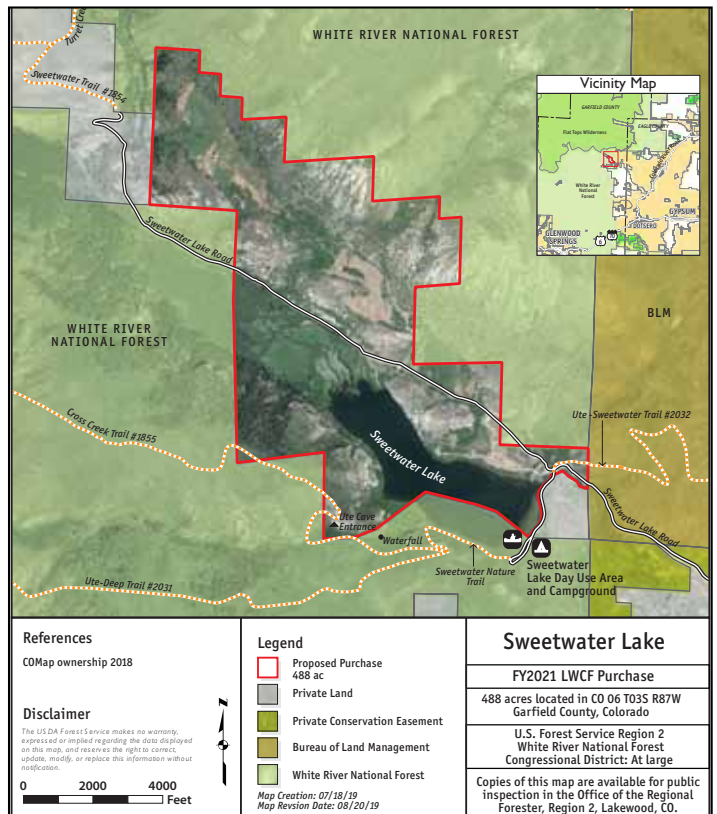 WHITE RIVER NATIONAL FOREST
Turret Cree
Sweetwater Trail #1854
Vicinity Map
GARFIELD COUNTY
EAGLE COUNTY
Flat Tops Wilderness
Colorado River Road
White River
National
Forest
GYPSUM
DOTSERO
GLENWOOD
SPRINGS
6
70
Sweetwater Lake Road
WHITE RIVER
NATIONAL FOREST
BLM
Cross Creek Trail #1855
Ute -Sweetwater Trail #2032
Sweetwater Lake
Sweetwater Lake Road
Ute Cave
Entrance
Waterfall
Sweetwater Nature
Trail
Sweetwater
Lake Day Use Area
and Campground
Ute-Deep Trail #2031
References
COMap ownership 2018
Disclaimer
The USDA Forest Service makes no warranty,
expressed or implied regarding the data displayed
on this map, and reserves the right to correct,
update, modify, or replace this information without
notification.
N
0 2000 4000
Feet
Legend
Proposed Purchase
488 ac
Private Land
Private Conservation Easement
Bureau of Land Management
White River National Forest
Map Creation: 07/18/19
Map Revsion Date: 08/20/19
Sweetwater Lake
FY2021 LWCF Purchase
488 acres located in CO 06 T03S R87W
Garfield County, Colorado
U.S. Forest Service Region 2
White River National Forest
Congressional District: At large
Copies of this map are available for public
inspection in the Office of the Regional
Forester, Region 2, Lakewood, CO.